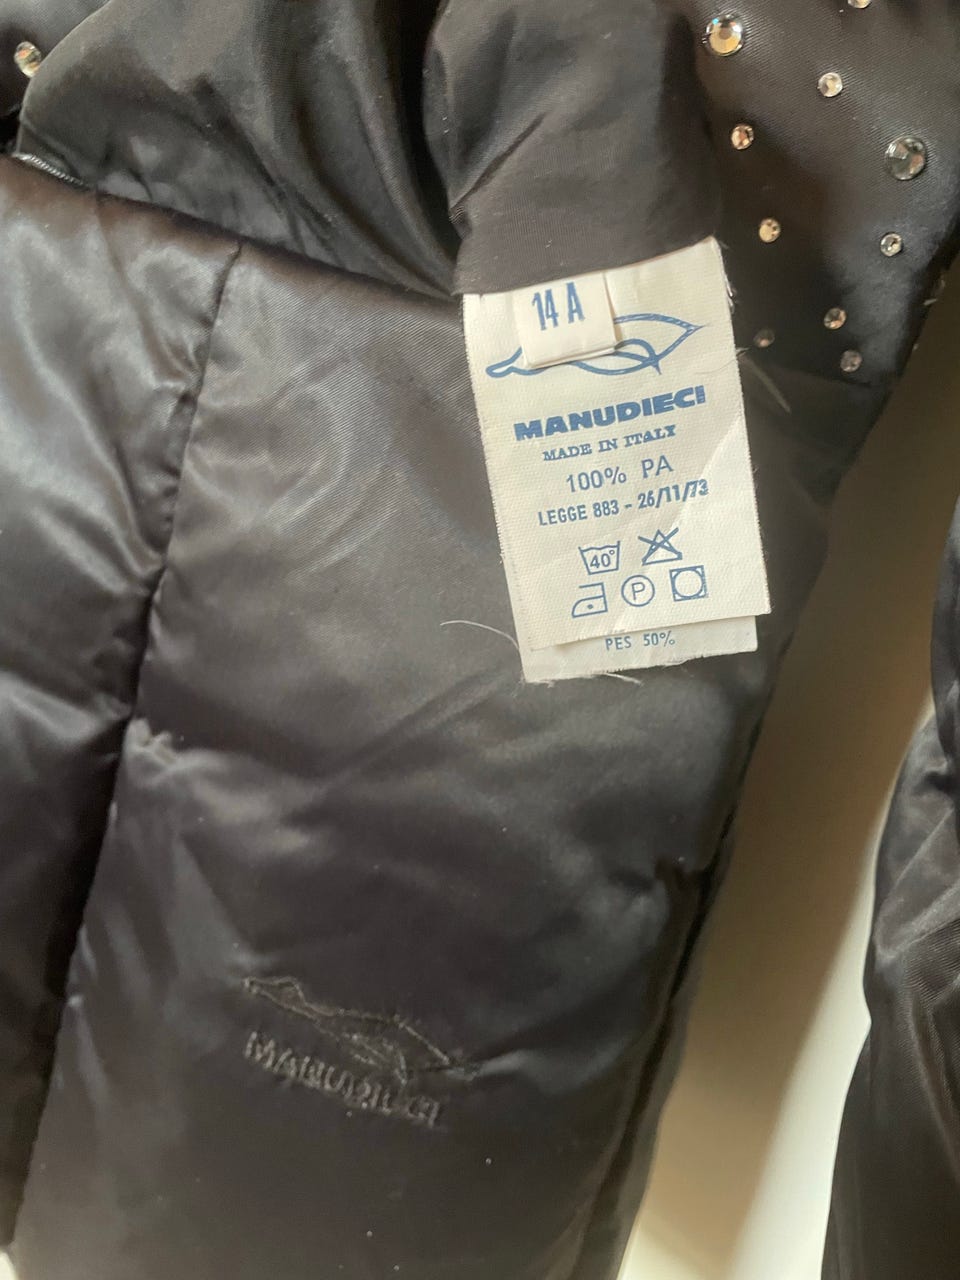 14 A
MANUDIECI
MADE IN ITALY
100% PA
LEGGE 883 - 26/11/73
40°
P
PES 50%
MANUDIECI